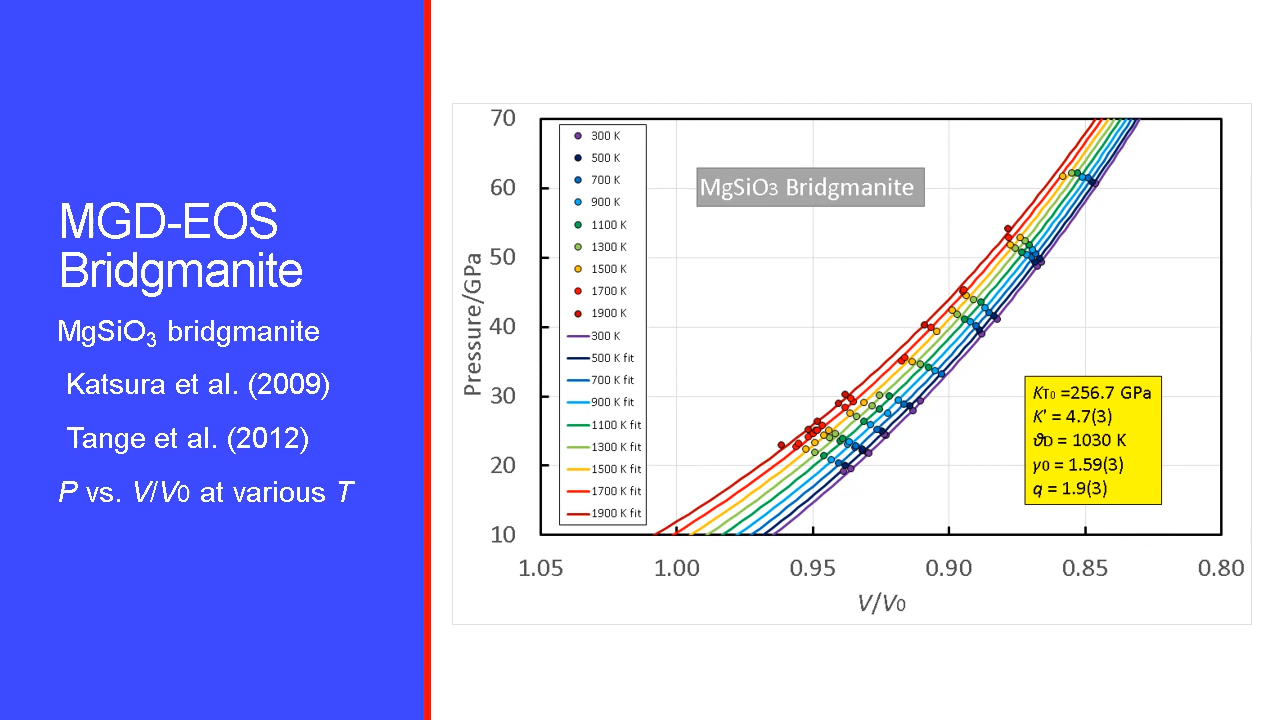 MGD-EOS
Bridgmanite
MgSiO₃ bridgmanite
Katsura et al. (2009)
Tange et al. (2012)
P vs. V/V0 at various T
Pressure/GPa
70
60
50
40
30
20
10
300 K
500 K
700 K
900 K
1100 K
1300 K
1500 K
1700 K
1900 K
300 K
500 K fit
700 K fit
900 K fit
1100 K fit
1300 K fit
1500 K fit
1700 K fit
1900 K fit
MgSiO3 Bridgmanite
KT0 =256.7 GPa
K' = 4.7(3)
ϑD = 1030 K
γ0 = 1.59(3)
q = 1.9(3)
1.05 1.00 0.95 0.90 0.85 0.80
V/V0